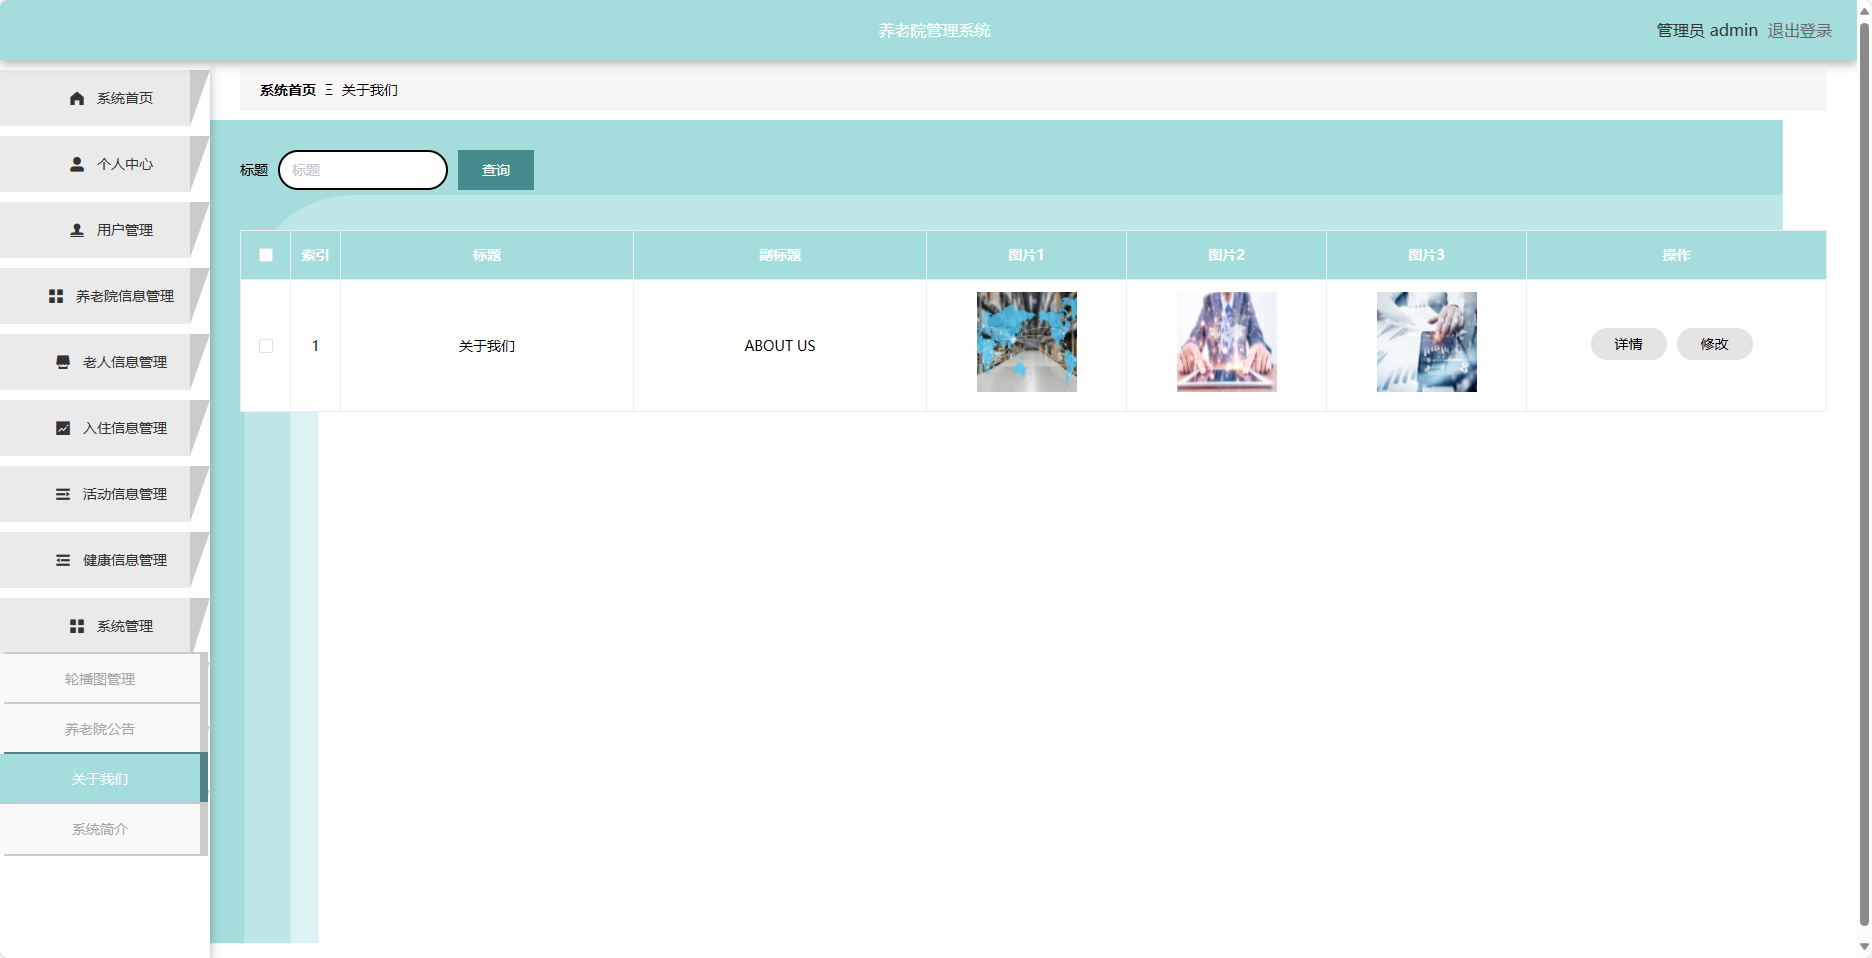 养老院管理系统
管理员 admin 退出登录
系统首页 Ξ 关于我们
系统首页
个人中心
用户管理
养老院信息管理
老人信息管理
入住信息管理
活动信息管理
健康信息管理
系统管理
轮播图管理
养老院公告
关于我们
系统简介
标题 标题 查询
索引 标题 副标题 图片1 图片2 图片3 操作
1 关于我们 ABOUT US 详情 修改